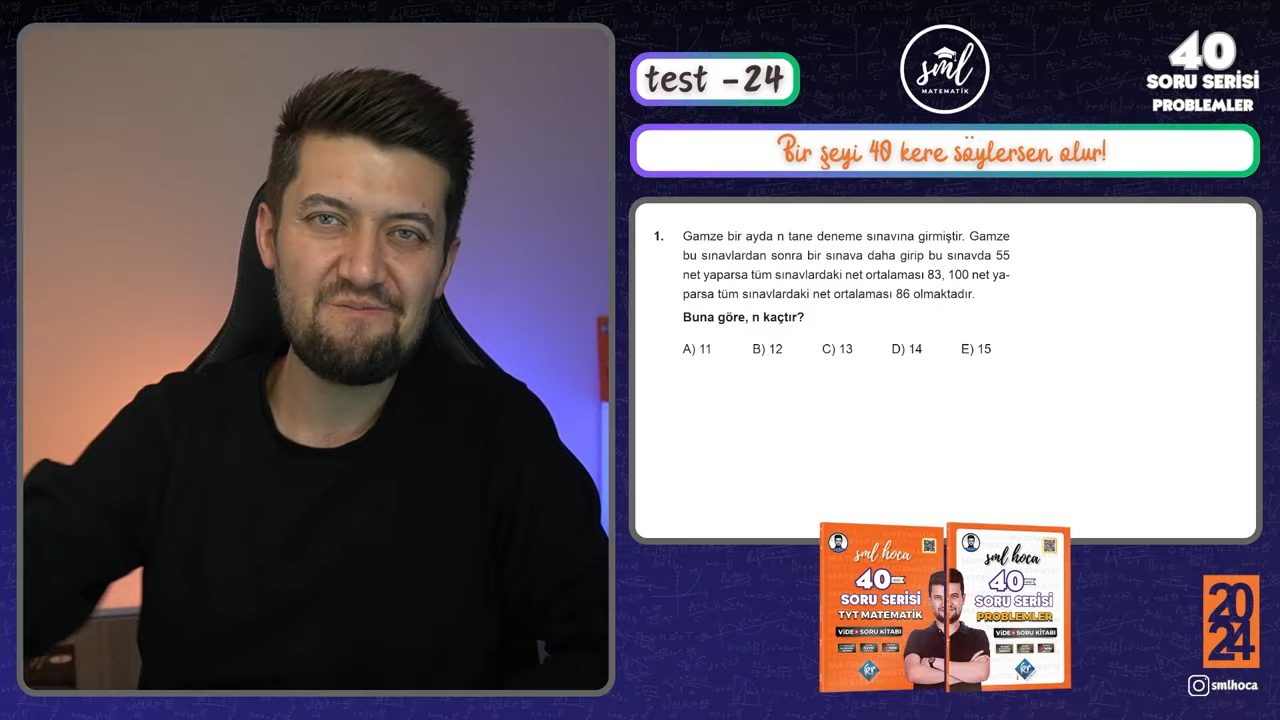 test - 24
sml
MATEMATİK
40
SORU SERİSİ
PROBLEMLER
Bir şeyi 40 kere söylersen olur!
1. Gamze bir ayda n tane deneme sınavına girmiştir. Gamze
bu sınavlardan sonra bir sınava daha girip bu sınavda 55
net yaparsa tüm sınavlardaki net ortalaması 83, 100 net ya-
parsa tüm sınavlardaki net ortalaması 86 olmaktadır.
Buna göre, n kaçtır?
A) 11 B) 12 C) 13 D) 14 E) 15
sml hoca
40
SORU SERİSİ
TYT MATEMATİK
VİDEO SORU KİTABI
sml hoca
40
SORU SERİSİ
PROBLEMLER
VİDEO SORU KİTABI
20
24
smlhoca